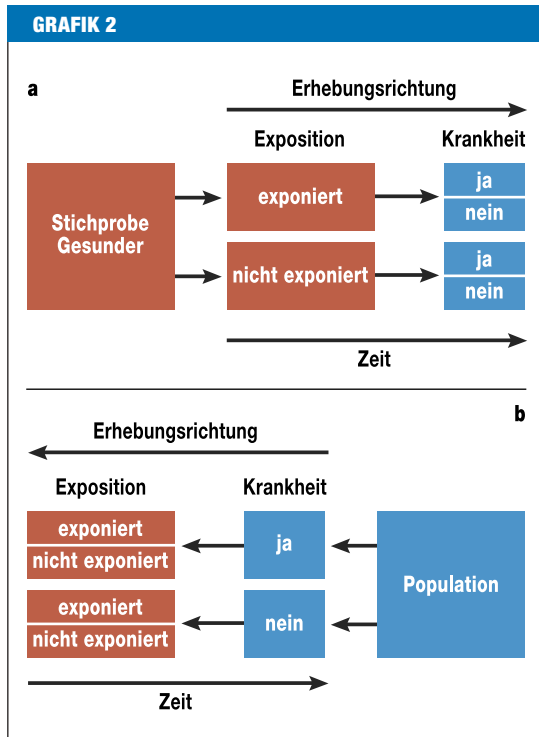 GRAFIK 2
a
Erhebungsrichtung
Exposition
Krankheit
Stichprobe
Gesunder
exponiert
ja
nein
nicht exponiert
ja
nein
Zeit
b
Erhebungsrichtung
Exposition
Krankheit
exponiert
nicht exponiert
ja
Population
exponiert
nicht exponiert
nein
Zeit